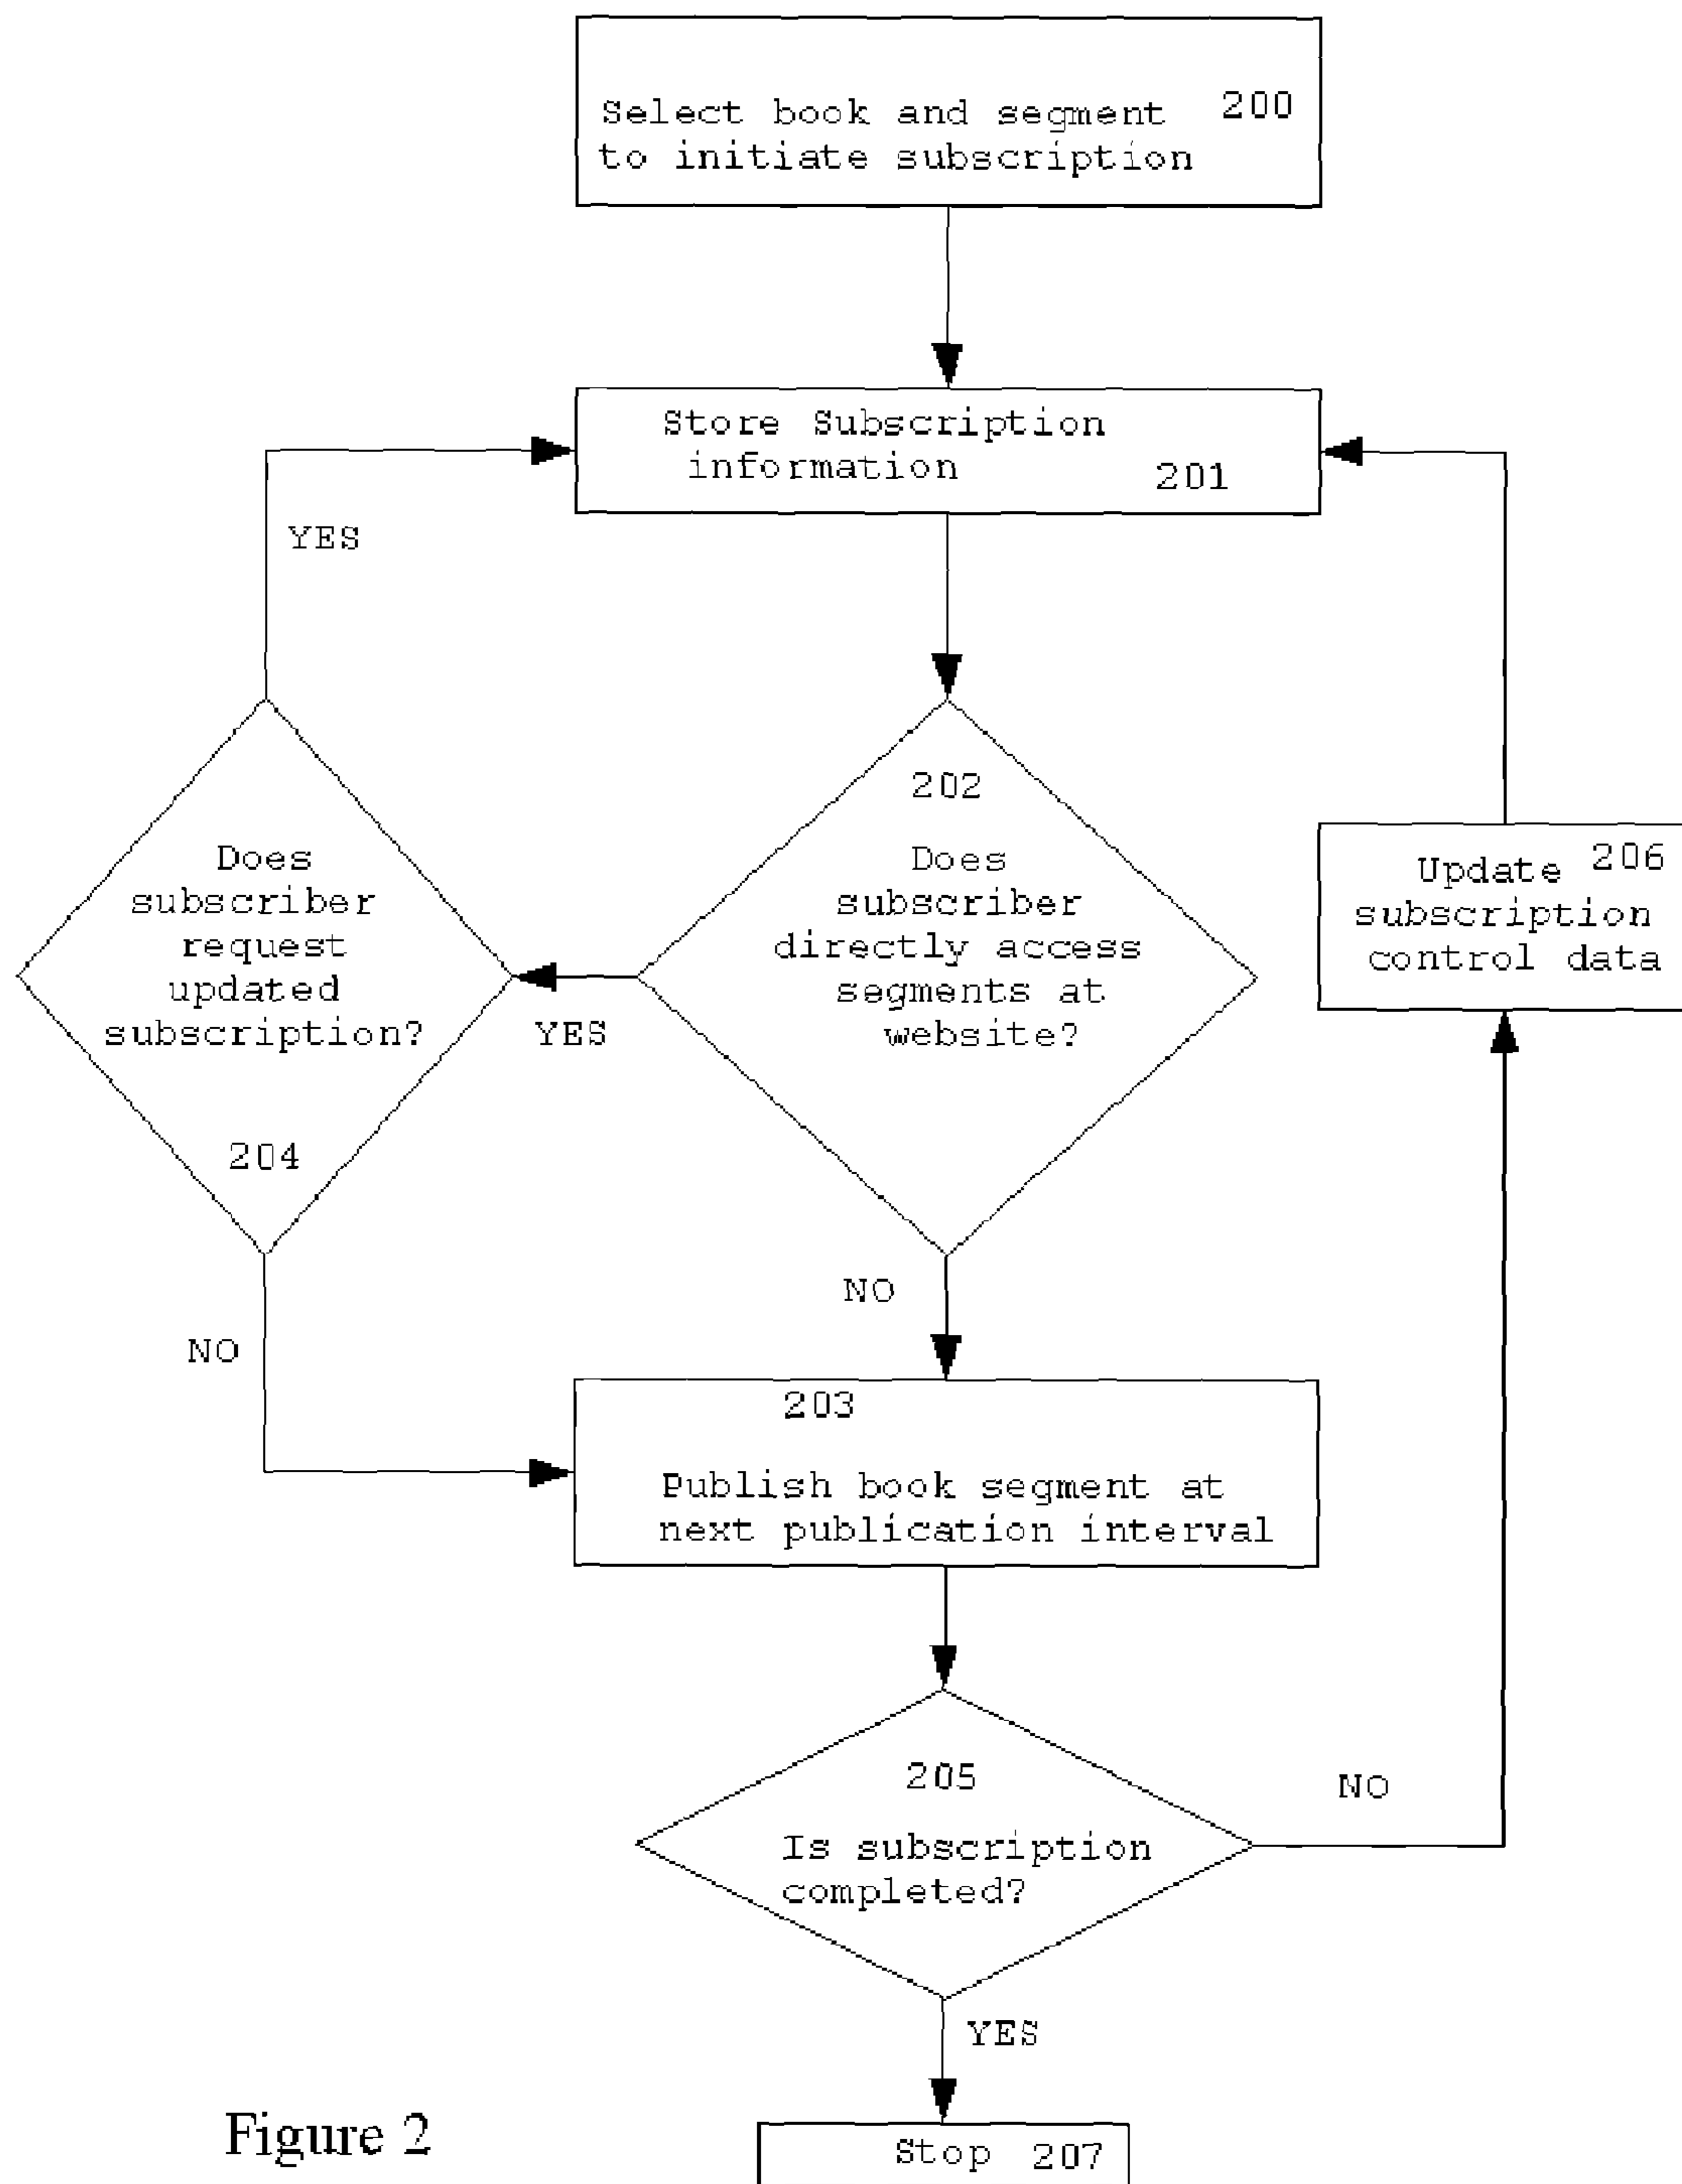 200
Select book and segment
to initiate subscription
Store Subscription
information
201
YES
202
Does
subscriber
directly access
segments at
website?
YES
Does
subscriber
request
updated
subscription?
204
206
Update
subscription
control data
NO
NO
203
Publish book segment at
next publication interval
205
Is subscription
completed?
NO
YES
Stop 207
Figure 2